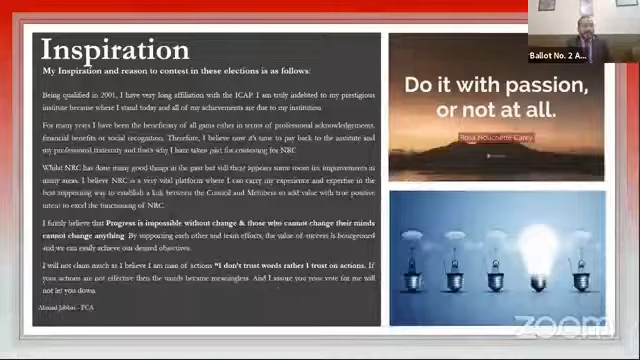 Inspiration
My Inspiration and reason to contest in these elections is as follows:
Being qualified in 2001, I have very long affiliation with the ICAP. I am truly indebted to my prestigious
institute because where I stand today and all of my achievements are due to my institution.
For many years I have been the beneficiary of all gains either in terms of professional acknowledgements,
financial benefits or social recognition. Therefore, I believe now it's time to pay back to the institute and
my professional fraternity and that's why I have taken part for contesting for NRC
Whilst NRC has done many good things in the past but still there appears some room for improvements in
many areas. I believe NRC is a very vital platform where I can carry my experience and expertise in the
best supporting way to establish a link between the Council and Members to add value with true positive
intent to excel the functioning of NRC.
I firmly believe that Progress is impossible without change & those who cannot change their minds
cannot change anything. By supporting each other and team efforts, the value of success is
and we can easily achieve our desired objectives.
I will not claim much as I believe I am man of actions "I don't trust words rather I trust on actions. If
your actions are not effective then the words became meaningless. And I assure you your vote for me will
not let you down.
Ahmad Jabbar - FCA
Do it with passion,
or not at all.
Rosa Nouchette Carey
Ballot No. 2 A...
zoom